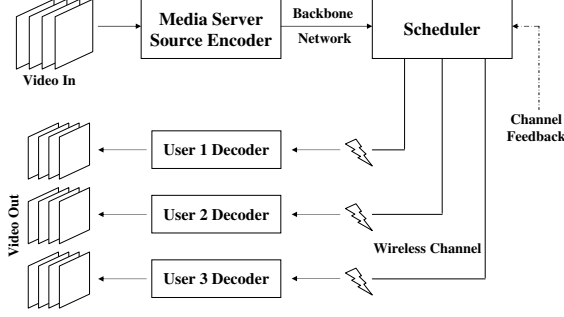 Media Server
Source Encoder
Backbone
Network
Scheduler
Video In
Channel
Feedback
User 1 Decoder
User 2 Decoder
Video Out
Wireless Channel
User 3 Decoder